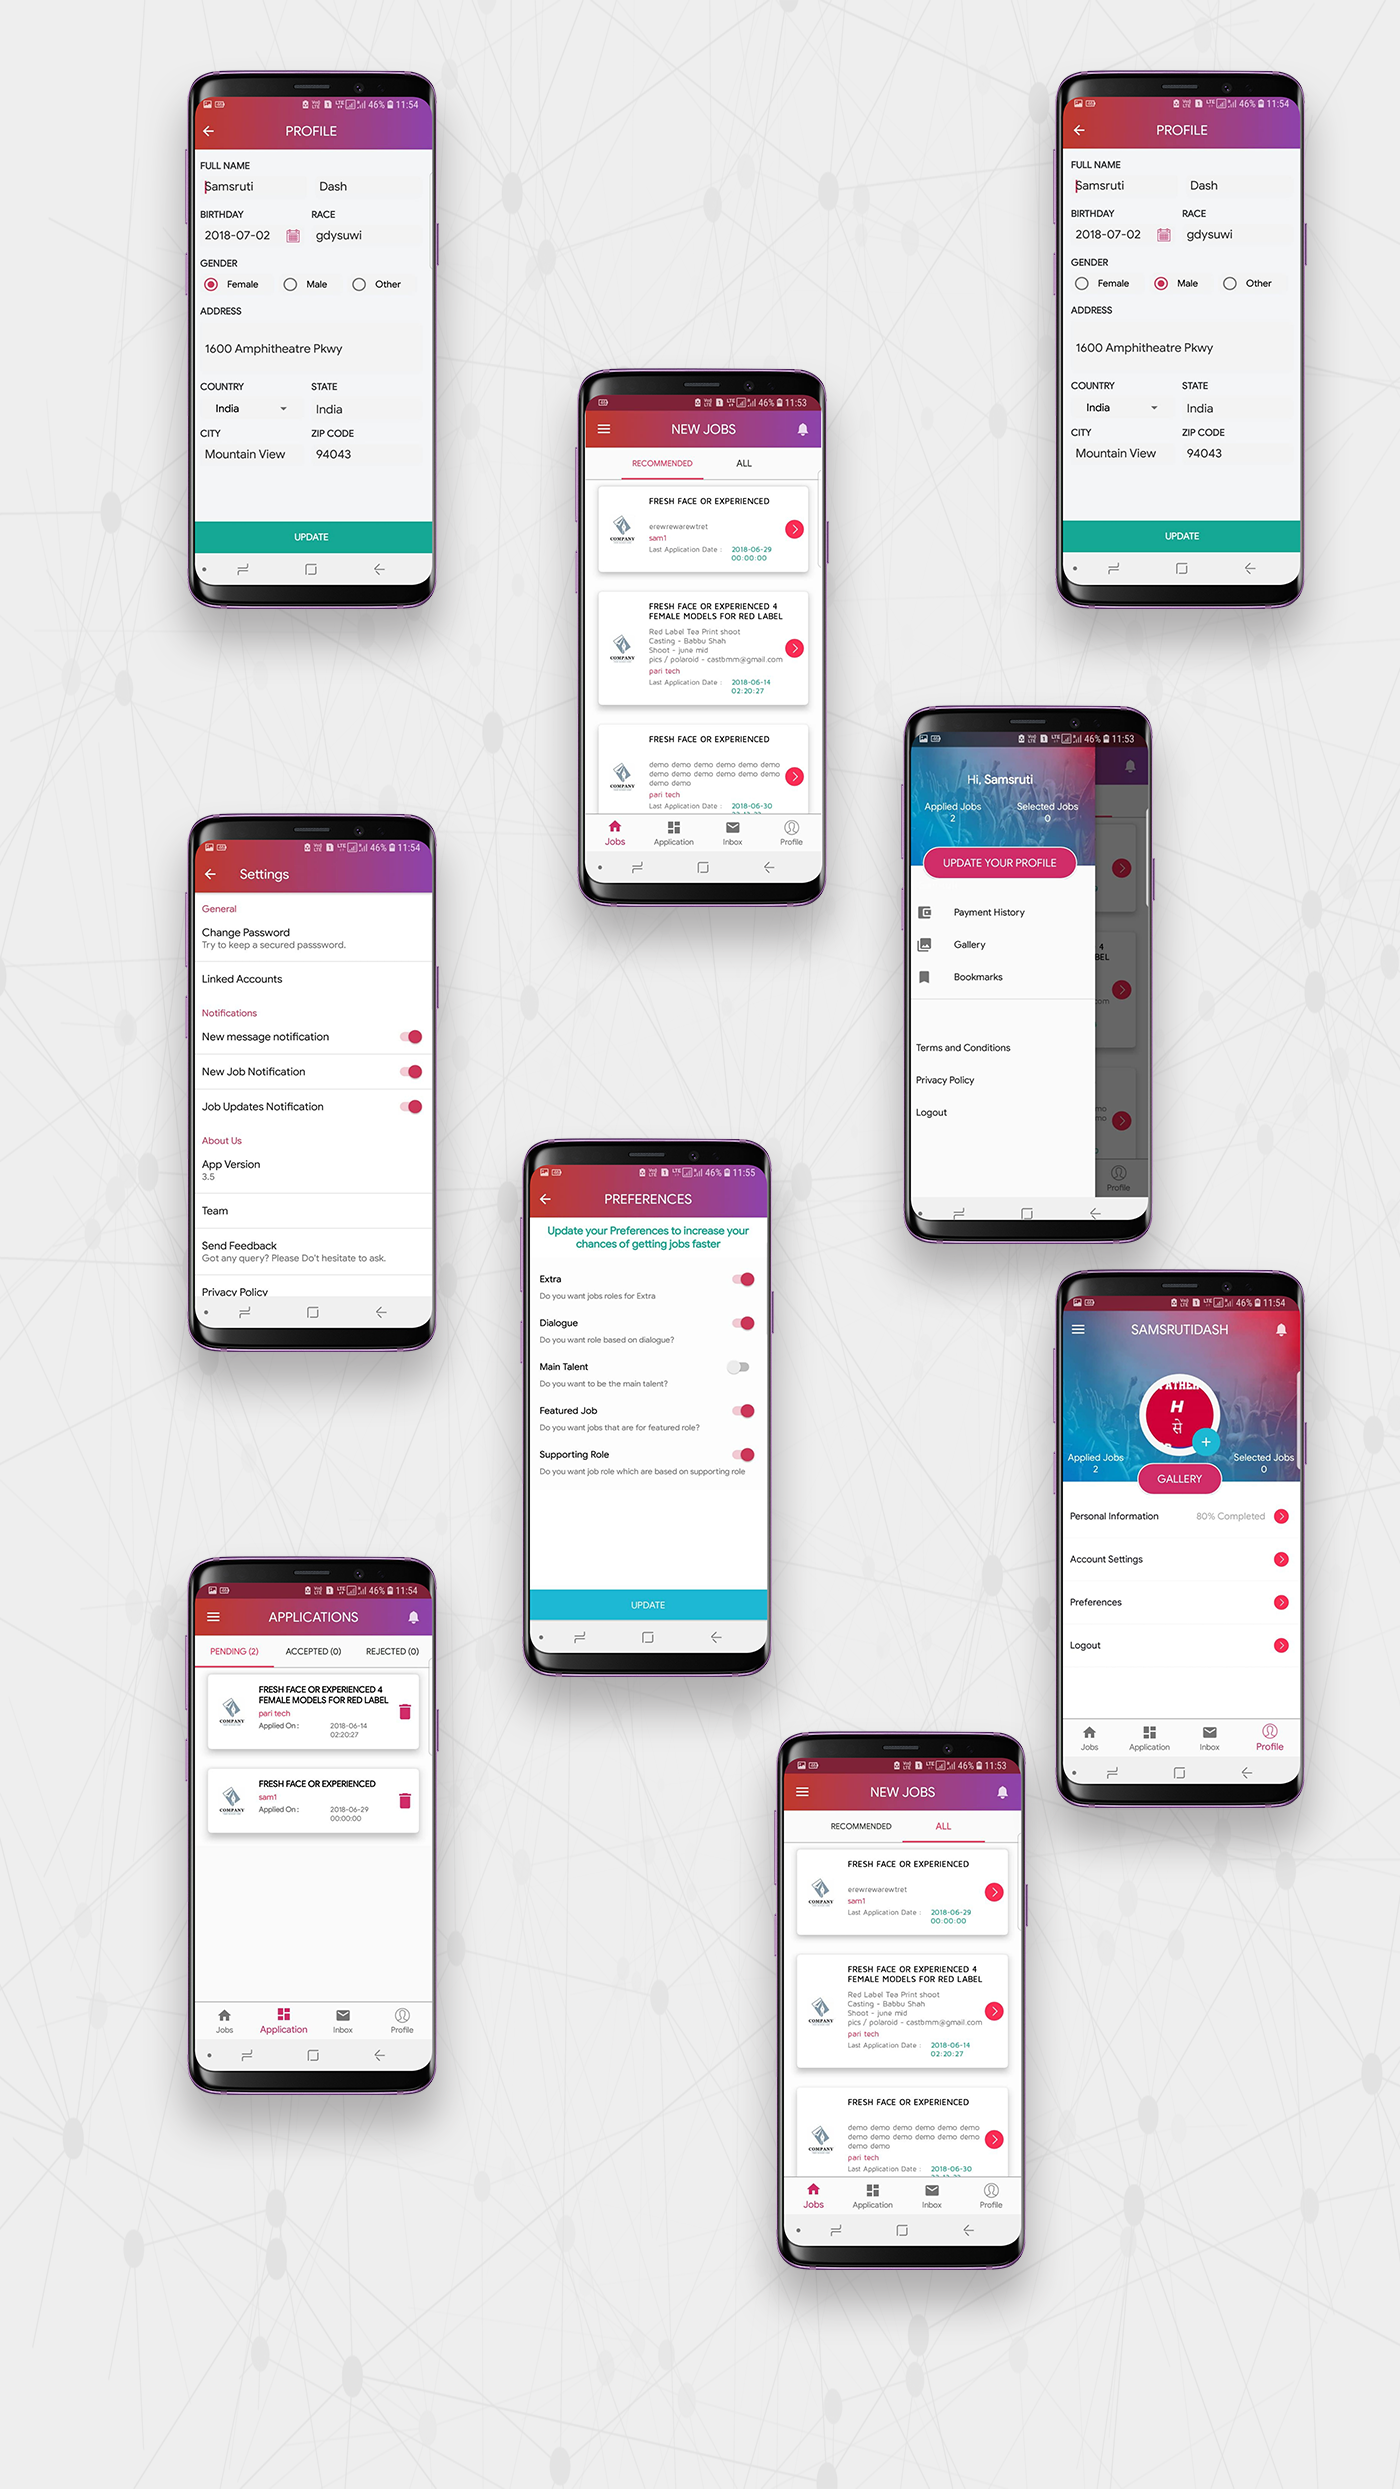 46% 11:54
PROFILE
FULL NAME
Samsruti Dash
BIRTHDAY RACE
2018-07-02 gdysuwi
GENDER
Female Male Other
ADDRESS
1600 Amphitheatre Pkwy
COUNTRY STATE
India India
CITY ZIP CODE
Mountain View 94043
UPDATE
46% 11:54
PROFILE
FULL NAME
Samsruti Dash
BIRTHDAY RACE
2018-07-02 gdysuwi
GENDER
Female Male Other
ADDRESS
1600 Amphitheatre Pkwy
COUNTRY STATE
India India
CITY ZIP CODE
Mountain View 94043
UPDATE
46% 11:53
NEW JOBS
RECOMMENDED ALL
FRESH FACE OR EXPERIENCED
erewrewarewtret
COMPANY
sam1
Last Application Date : 2018-06-29
00:00:00
FRESH FACE OR EXPERIENCED 4
FEMALE MODELS FOR RED LABEL
Red Label Tea Print shoot
Casting - Babbu Shah
Shoot - june mid
COMPANY
pics / polaroid - castbmm@gmail.com
pari tech
Last Application Date : 2018-06-14
02:20:27
FRESH FACE OR EXPERIENCED
demo demo demo demo demo demo
demo demo demo demo demo demo
demo demo
COMPANY
pari tech
Last Application Date : 2018-06-30
Jobs Application Inbox Profile
46% 11:53
Hi, Samsruti
Applied Jobs Selected Jobs
2 0
UPDATE YOUR PROFILE
Payment History
Gallery
Bookmarks
Terms and Conditions
Privacy Policy
Logout
4
BEL
com
mo
mo
Profile
46% 11:54
Settings
General
Change Password
Try to keep a secured passsword.
Linked Accounts
Notifications
New message notification
New Job Notification
Job Updates Notification
About Us
App Version
3.5
Team
Send Feedback
Got any query? Please Do't hesitate to ask.
Privacy Policy
46% 11:55
PREFERENCES
Update your Preferences to increase your
chances of getting jobs faster
Extra
Do you want jobs roles for Extra
Dialogue
Do you want role based on dialogue?
Main Talent
Do you want to be the main talent?
Featured Job
Do you want jobs that are for featured role?
Supporting Role
Do you want job role which are based on supporting role
UPDATE
46% 11:54
SAMSRUTIDASH
FATHER
H
से
Applied Jobs Selected Jobs
2 0
GALLERY
Personal Information 80% Completed
Account Settings
Preferences
Logout
Jobs Application Inbox Profile
46% 11:54
APPLICATIONS
PENDING (2) ACCEPTED (0) REJECTED (0)
FRESH FACE OR EXPERIENCED 4
FEMALE MODELS FOR RED LABEL
pari tech
COMPANY
Applied On : 2018-06-14
02:20:27
FRESH FACE OR EXPERIENCED
sam1
COMPANY
Applied On : 2018-06-29
00:00:00
Jobs Application Inbox Profile
46% 11:53
NEW JOBS
RECOMMENDED ALL
FRESH FACE OR EXPERIENCED
erewrewarewtret
COMPANY
sam1
Last Application Date : 2018-06-29
00:00:00
FRESH FACE OR EXPERIENCED 4
FEMALE MODELS FOR RED LABEL
Red Label Tea Print shoot
Casting - Babbu Shah
Shoot - june mid
COMPANY
pics / polaroid - castbmm@gmail.com
pari tech
Last Application Date : 2018-06-14
02:20:27
FRESH FACE OR EXPERIENCED
demo demo demo demo demo demo
demo demo demo demo demo demo
demo demo
COMPANY
pari tech
Last Application Date : 2018-06-30
Jobs Application Inbox Profile